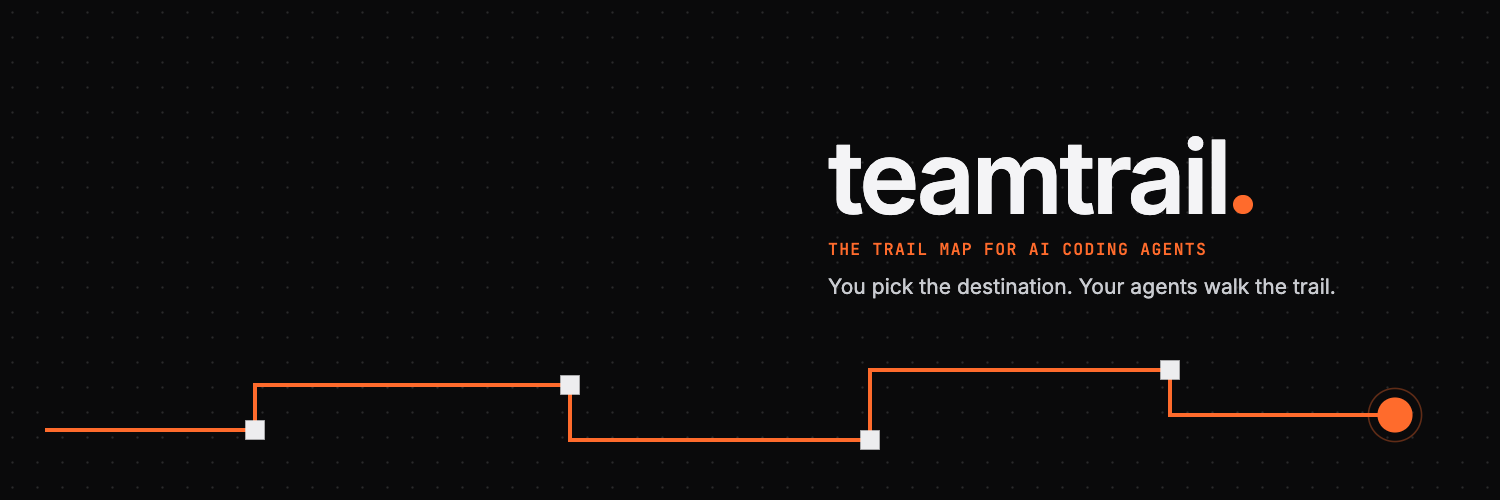 teamtrail.
THE TRAIL MAP FOR AI CODING AGENTS
You pick the destination. Your agents walk the trail.